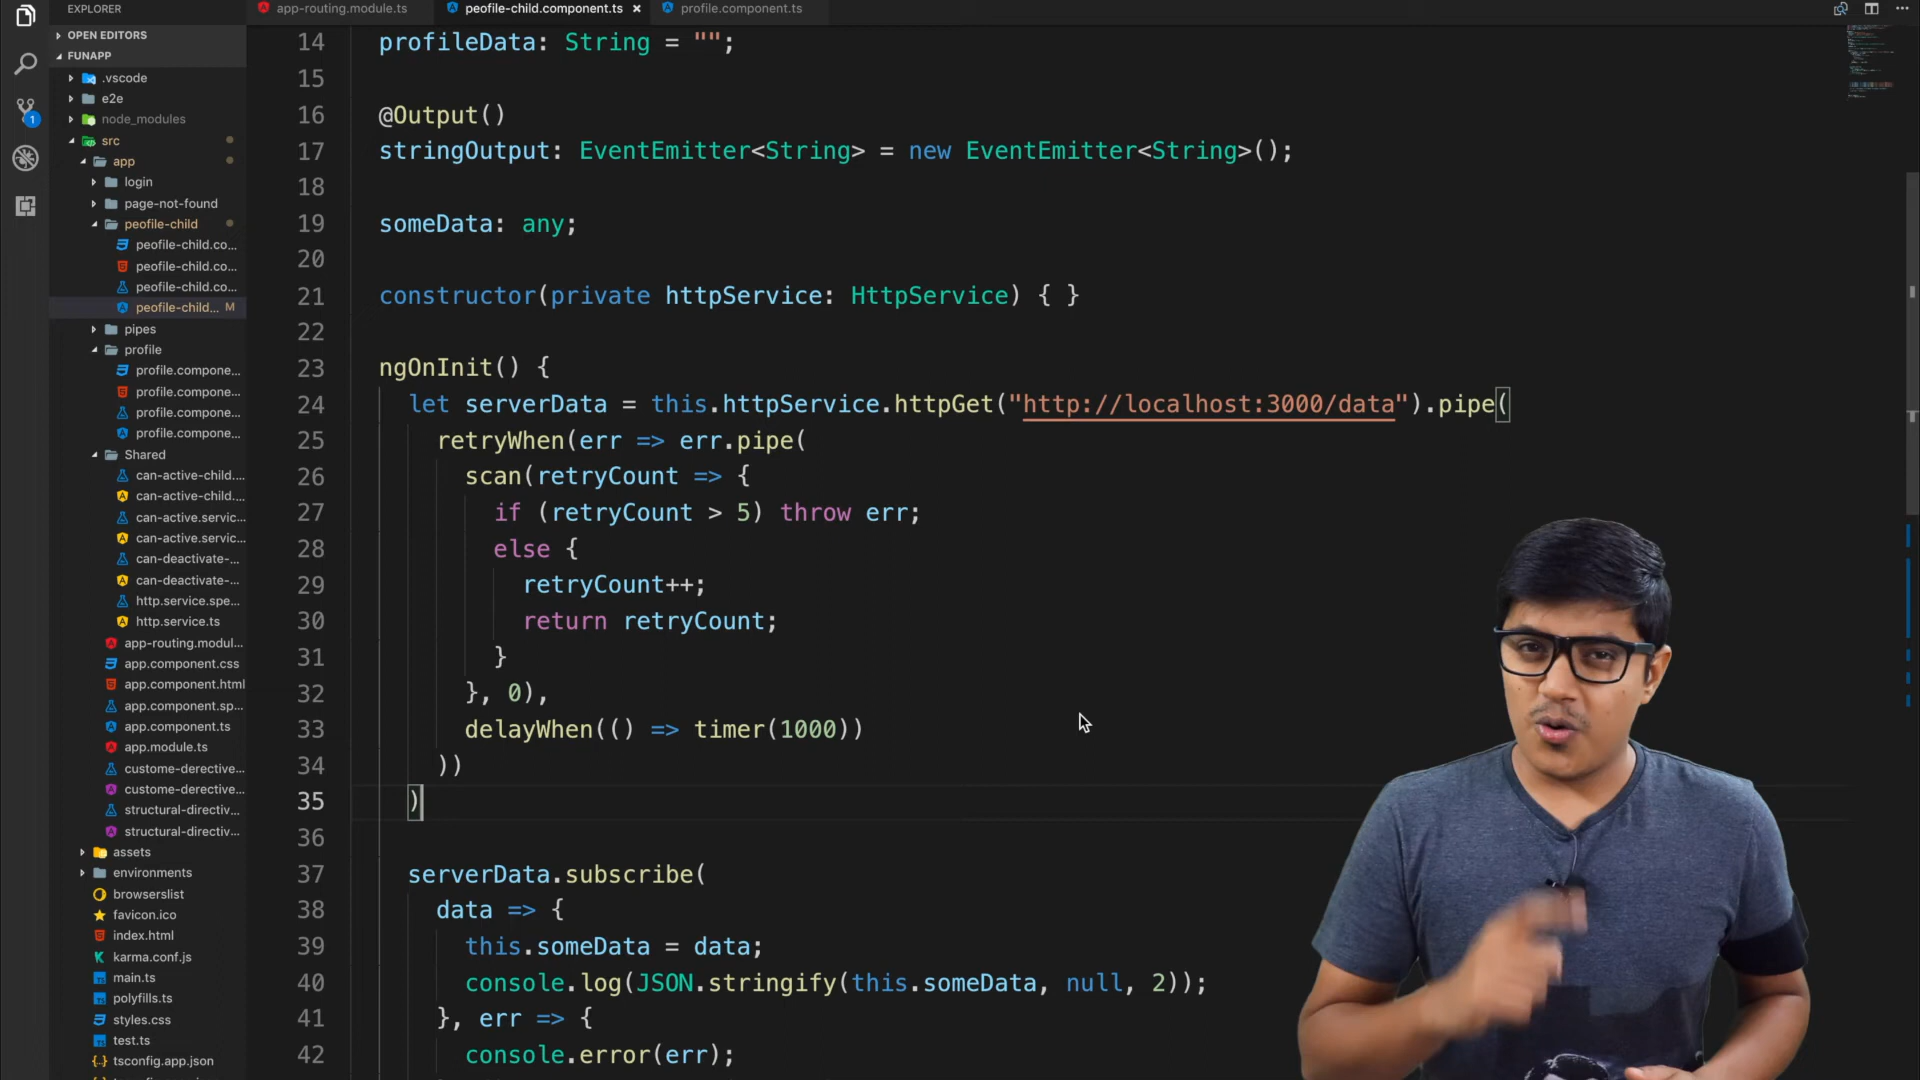 EXPLORER
OPEN EDITORS
FUNAPP
.vscode
e2e
node_modules
src
app
login
page-not-found
peofile-child
peofile-child.co...
peofile-child.co...
peofile-child.co...
peofile-child... M
pipes
profile
profile.compone...
profile.compone...
profile.compone...
profile.compone...
Shared
can-active-child....
can-active-child....
can-active.servic...
can-active.servic...
can-deactivate-...
can-deactivate-...
http.service.spe...
http.service.ts
app-routing.modul...
app.component.css
app.component.html
app.component.sp...
app.component.ts
app.module.ts
custome-derective...
custome-derective...
structural-directiv...
structural-directiv...
assets
environments
browserslist
favicon.ico
index.html
karma.conf.js
main.ts
polyfills.ts
styles.css
test.ts
tsconfig.app.json
1
app-routing.module.ts
peofile-child.component.ts ×
profile.component.ts
14 profileData: String = "";
15
16 @Output()
17 stringOutput: EventEmitter<String> = new EventEmitter<String>();
18
19 someData: any;
20
21 constructor(private httpService: HttpService) { }
22
23 ngOnInit() {
24 let serverData = this.httpService.httpGet("http://localhost:3000/data").pipe(
25 retryWhen(err => err.pipe(
26 scan(retryCount => {
27 if (retryCount > 5) throw err;
28 else {
29 retryCount++;
30 return retryCount;
31 }
32 }, 0),
33 delayWhen(() => timer(1000))
34 ))
35 )
36
37 serverData.subscribe(
38 data => {
39 this.someData = data;
40 console.log(JSON.stringify(this.someData, null, 2));
41 }, err => {
42 console.error(err);